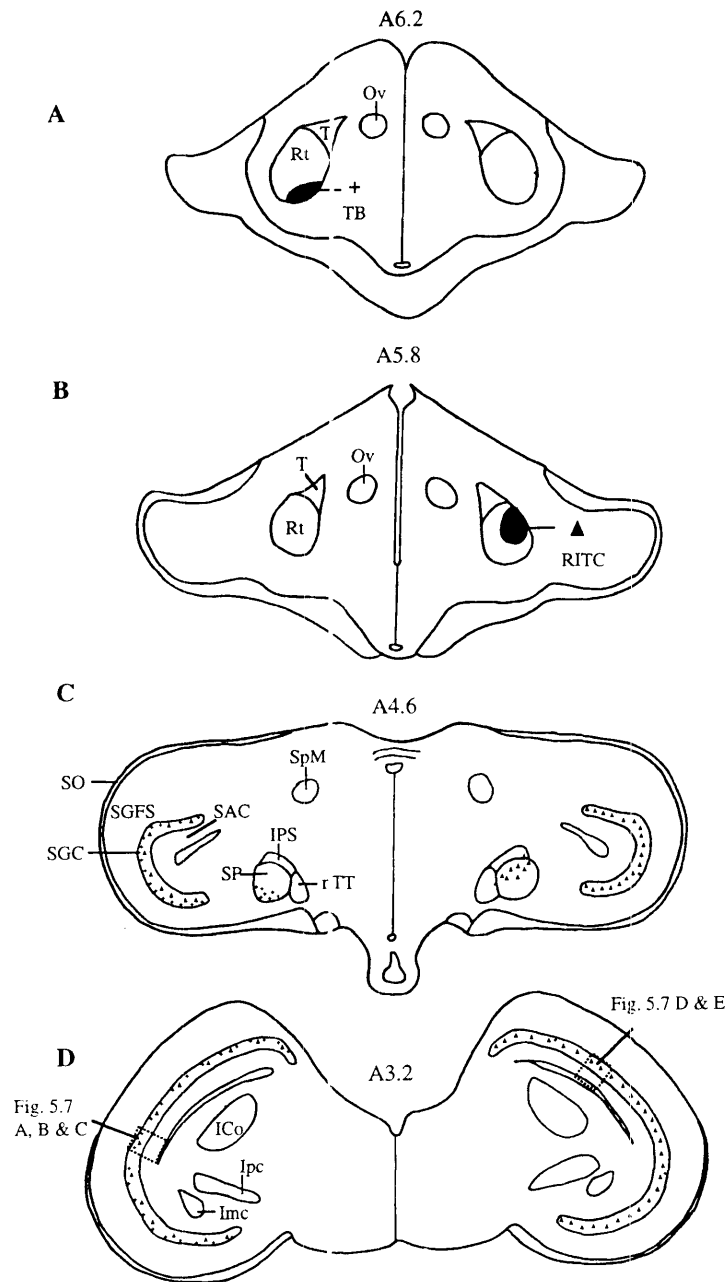 A6.2
A
Ov
T
Rt
+
TB
A5.8
B
Ov
T
Rt
▲
RITC
C
A4.6
SpM
SO
SGFS
SAC
IPS
SGC
SP
r TT
Fig. 5.7 D & E
D
A3.2
Fig. 5.7
A, B & C
ICo
Ipc
Imc